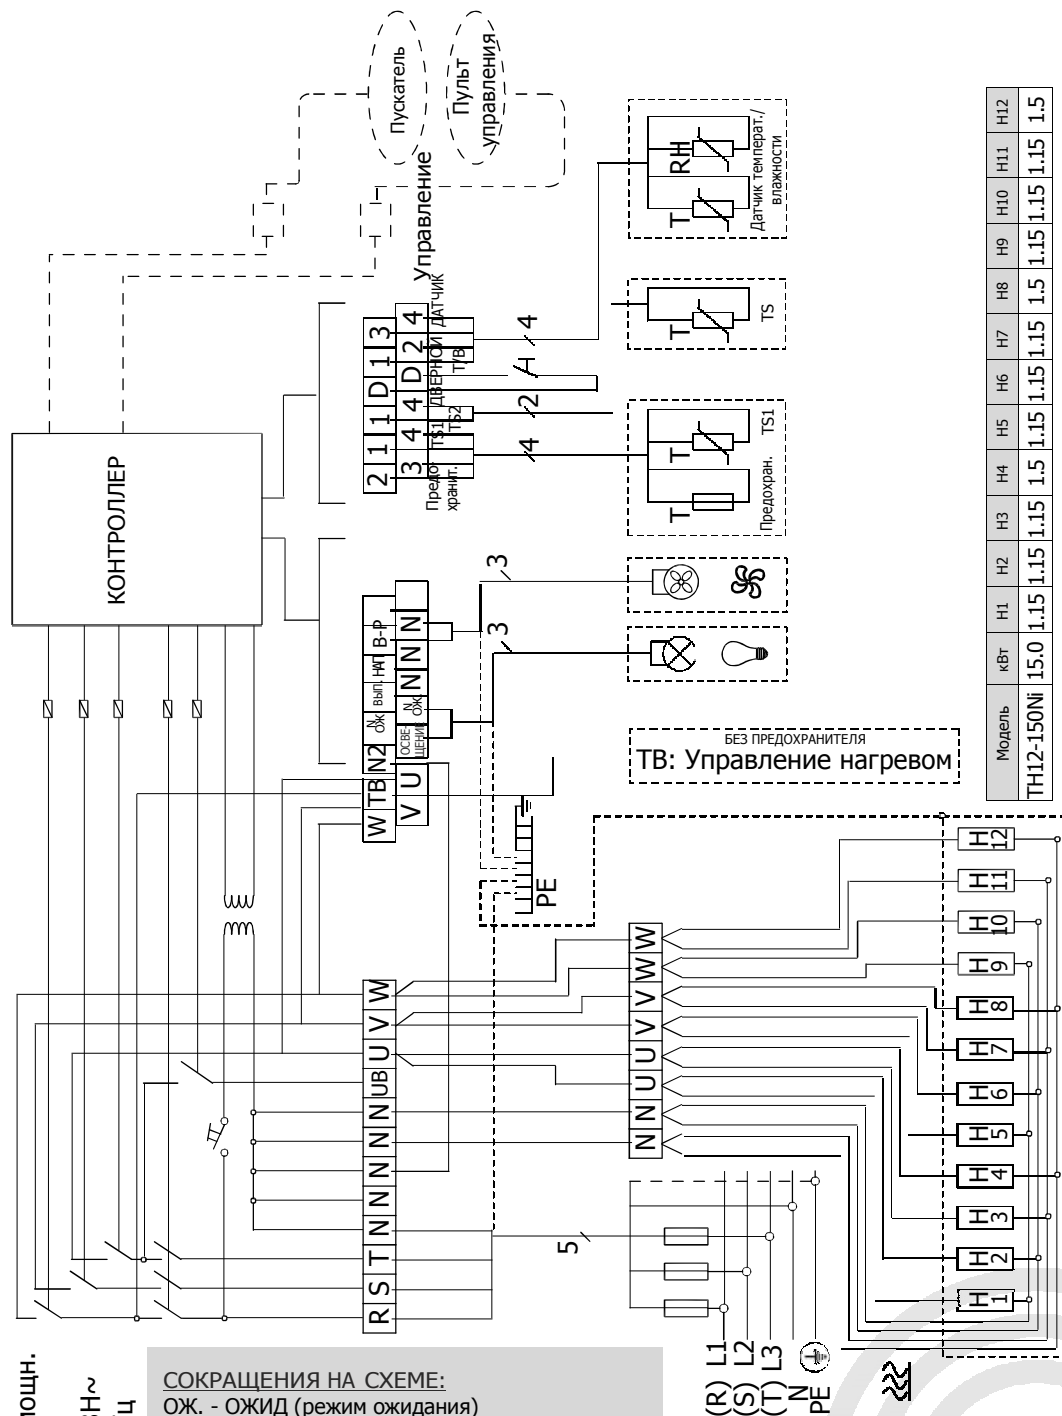 Пускатель
Пульт
управления
Управление
КОНТРОЛЛЕР
2 1 1 D 1 3
3 4 4 D 2 4
Предо-
хранит.
TS1
TS2
ДВЕРНОЙ
ДАТЧИК
Т/В
4
2
4
W TB N2 N ОЖ ВЫП. НАГ В-Р
V U ОСВЕ-
ЩЕНИЕ N
ОЖ. N N N
3
3
PE
T
RH
Датчик температ./
влажности
T
TS
T
T
Предохран.
TS1
БЕЗ ПРЕДОХРАНИТЕЛЯ
ТВ: Управление нагревом
Модель кВт H1 H2 H3 H4 H5 H6 H7 H8 H9 H10 H11 H12
TH12-150Ni 15.0 1.15 1.15 1.15 1.5 1.15 1.15 1.15 1.5 1.15 1.15 1.15 1.5
R S T N N N N N UB U V W
N N U U V V W W
5
H1 H2 H3 H4 H5 H6 H7 H8 H9 H10 H11 H12
(R) L1
(S) L2
(T) L3
N
PE
мощн.
3N~
Ц
СОКРАЩЕНИЯ НА СХЕМЕ:
ОЖ. - ОЖИД (режим ожидания)